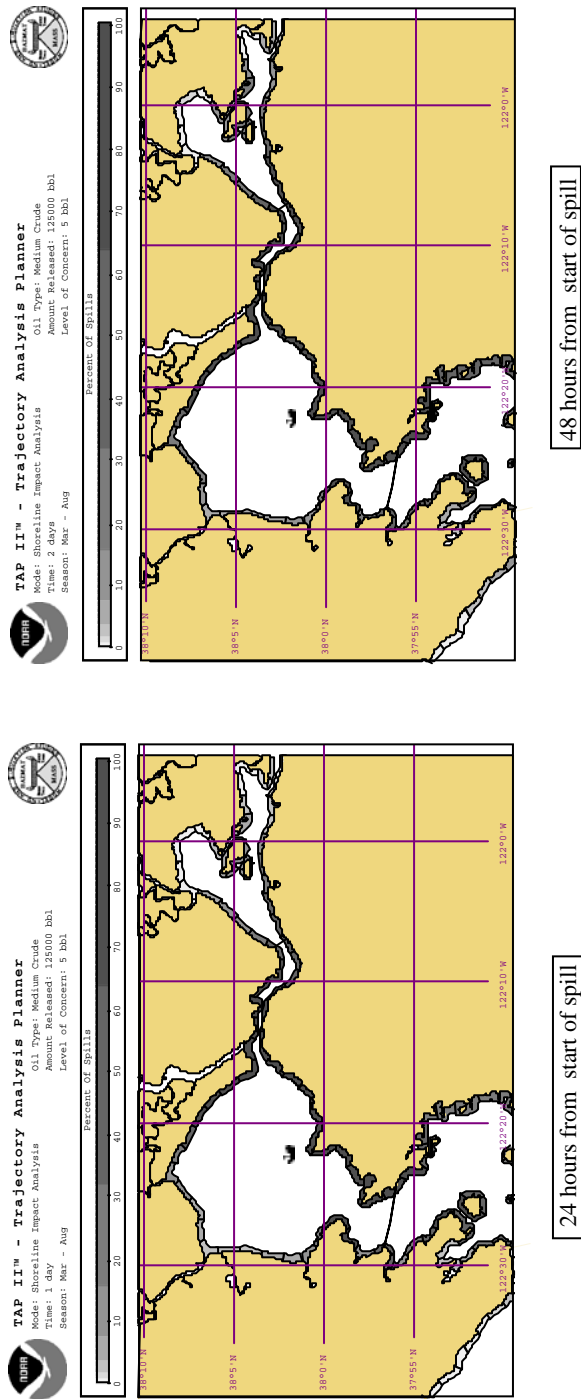 TAP II™ - Trajectory Analysis Planner
Mode: Shoreline Impact Analysis
Oil Type: Medium Crude
Time: 1 day
Amount Released: 125000 bbl
Season: Mar - Aug
Level of Concern: 5 bbl
NOAA
Percent Of Spills
0 10 20 30 40 50 60 70 80 90 100
38°10'N
38°5'N
38°0'N
37°55'N
122°30'W
122°20'W
122°10'W
122°0'W
24 hours from start of spill
TAP II™ - Trajectory Analysis Planner
Mode: Shoreline Impact Analysis
Oil Type: Medium Crude
Time: 2 days
Amount Released: 125000 bbl
Season: Mar - Aug
Level of Concern: 5 bbl
NOAA
Percent Of Spills
0 10 20 30 40 50 60 70 80 90 100
38°10'N
38°5'N
38°0'N
37°55'N
122°30'W
122°20'W
122°10'W
122°0'W
48 hours from start of spill